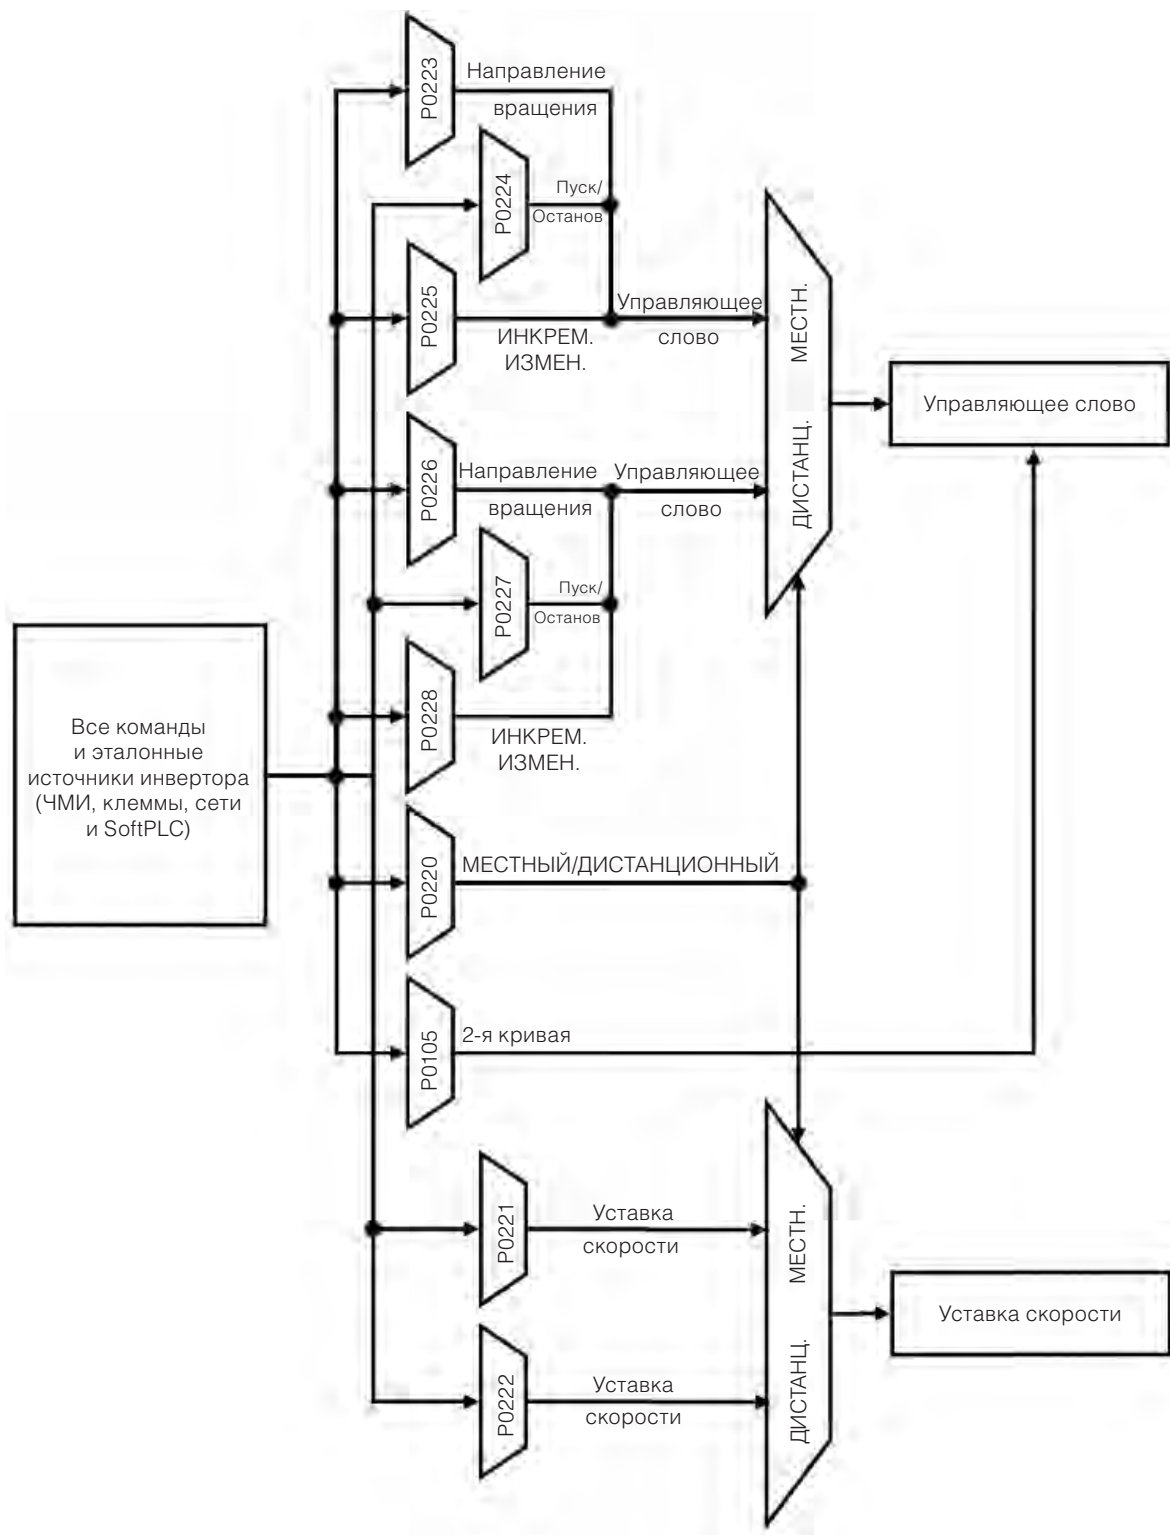 P0223
Направление
вращения
P0224
Пуск/
Останов
P0225
ИНКРЕМ.
ИЗМЕН.
Управляющее
слово
МЕСТН.
ДИСТАНЦ.
Управляющее слово
P0226
Направление
вращения
Управляющее
слово
P0227
Пуск/
Останов
P0228
ИНКРЕМ.
ИЗМЕН.
Все команды
и эталонные
источники инвертора
(ЧМИ, клеммы, сети
и SoftPLC)
P0220
МЕСТНЫЙ/ДИСТАНЦИОННЫЙ
P0105
2-я кривая
P0221
Уставка
скорости
МЕСТН.
ДИСТАНЦ.
Уставка скорости
P0222
Уставка
скорости